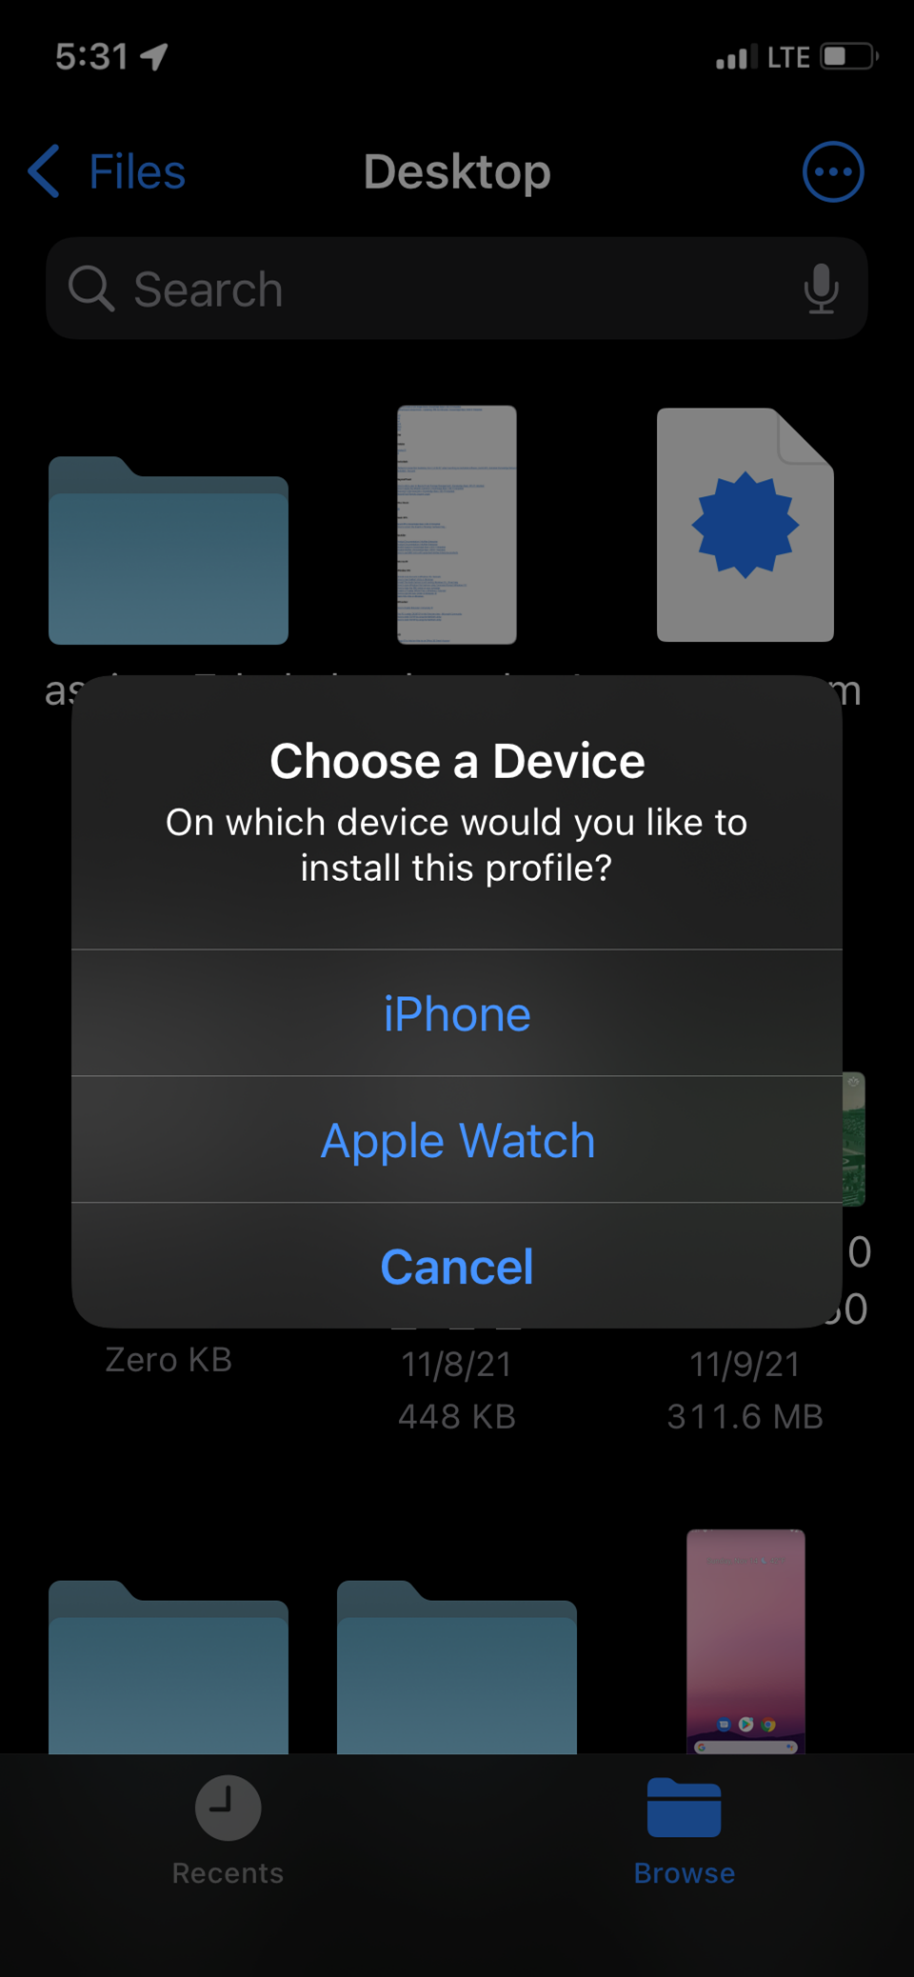 5:31
LTE
Files
Desktop
Search
m
Choose a Device
On which device would you like to
install this profile?
iPhone
Apple Watch
Cancel
0
Zero KB
11/8/21
11/9/21
448 KB
311.6 MB
Recents
Browse